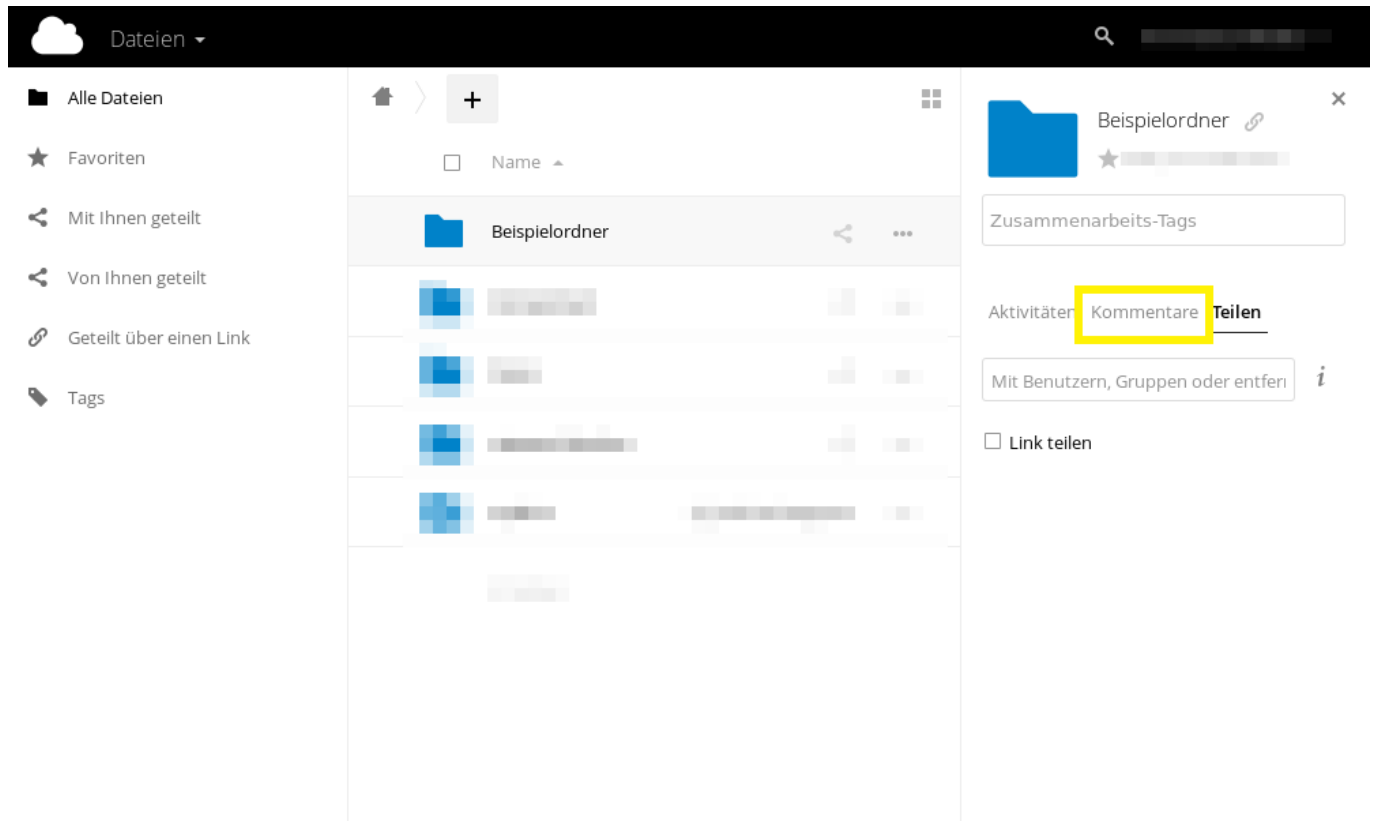 Dateien
Alle Dateien
Favoriten
Mit Ihnen geteilt
Von Ihnen geteilt
Geteilt über einen Link
Tags
+
Name
Beispielordner
Beispielordner
Zusammenarbeits-Tags
Aktivitäten Kommentare Teilen
Mit Benutzern, Gruppen oder entfer
i
Link teilen